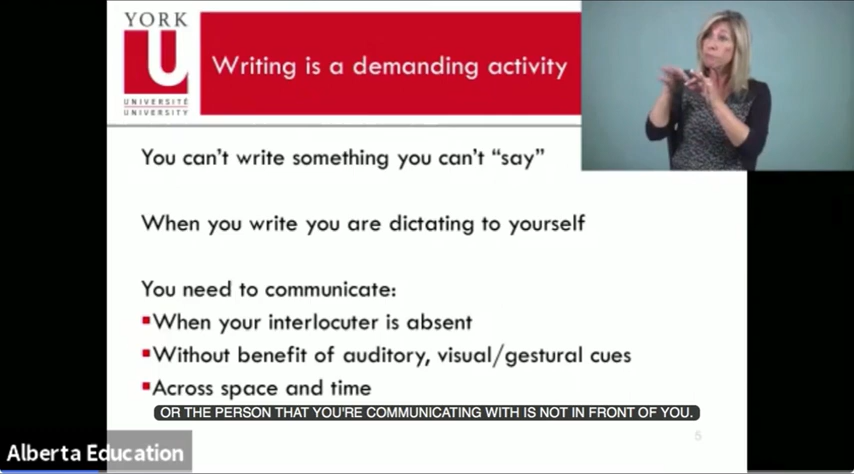 YORK
U
UNIVERSITÉ
UNIVERSITY
Writing is a demanding activity
You can't write something you can't “say”
When you write you are dictating to yourself
You need to communicate:
When your interlocuter is absent
Without benefit of auditory, visual/gestural cues
Across space and time
OR THE PERSON THAT YOU'RE COMMUNICATING WITH IS NOT IN FRONT OF YOU.
5
Alberta Education